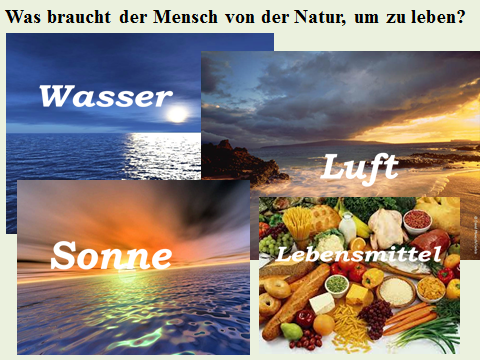 Was braucht der Mensch von der Natur, um zu leben?
Wasser
Luft
Sonne
Lebensmittel